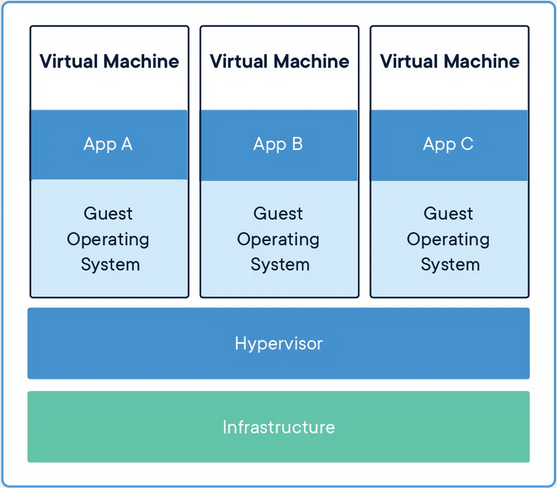 Virtual Machine
App A
Guest
Operating
System
Virtual Machine
App B
Guest
Operating
System
Virtual Machine
App C
Guest
Operating
System
Hypervisor
Infrastructure